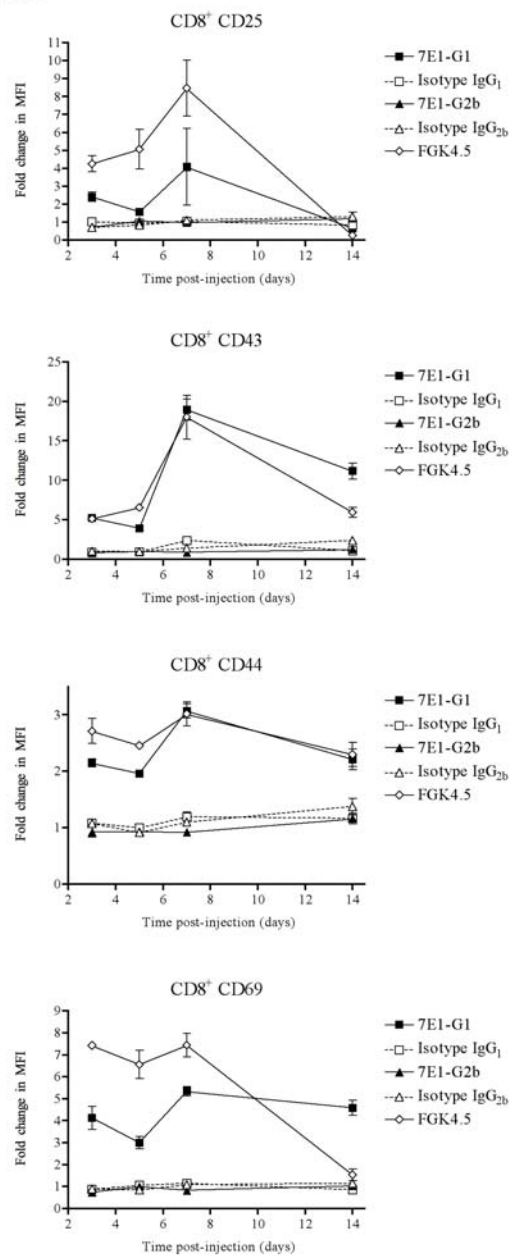 CD8⁺ CD25
Fold change in MFI
11
10
9
8
7
6
5
4
3
2
1
0
2 4 6 8 10 12 14
Time post-injection (days)
7E1-G1
Isotype IgG₁
7E1-G2b
Isotype IgG₂b
FGK4.5
CD8⁺ CD43
Fold change in MFI
25
20
15
10
5
0
2 4 6 8 10 12 14
Time post-injection (days)
7E1-G1
Isotype IgG₁
7E1-G2b
Isotype IgG₂b
FGK4.5
CD8⁺ CD44
Fold change in MFI
3
2
1
0
2 4 6 8 10 12 14
Time post-injection (days)
7E1-G1
Isotype IgG₁
7E1-G2b
Isotype IgG₂b
FGK4.5
CD8⁺ CD69
Fold change in MFI
9
8
7
6
5
4
3
2
1
0
2 4 6 8 10 12 14
Time post-injection (days)
7E1-G1
Isotype IgG₁
7E1-G2b
Isotype IgG₂b
FGK4.5